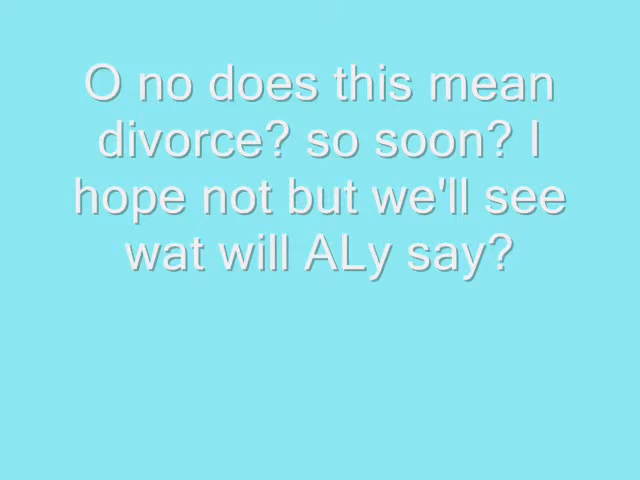 O no does this mean
divorce? so soon? I
hope not but we'll see
wat will ALy say?